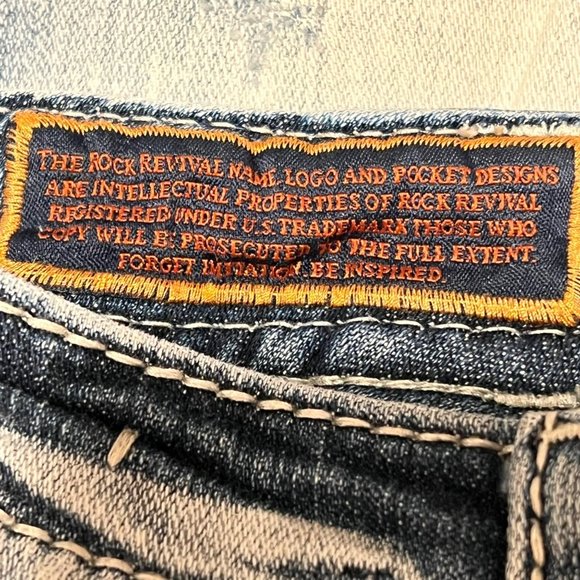 THE ROCK REVIVAL NAME, LOGO AND POCKET DESIGNS
ARE INTELLECTUAL PROPERTIES OF ROCK REVIVAL
REGISTERED UNDER U.S. TRADEMARK THOSE WHO
COPY WILL BE PROSECUTED TO THE FULL EXTENT.
FORGET IMITATION. BE INSPIRED.